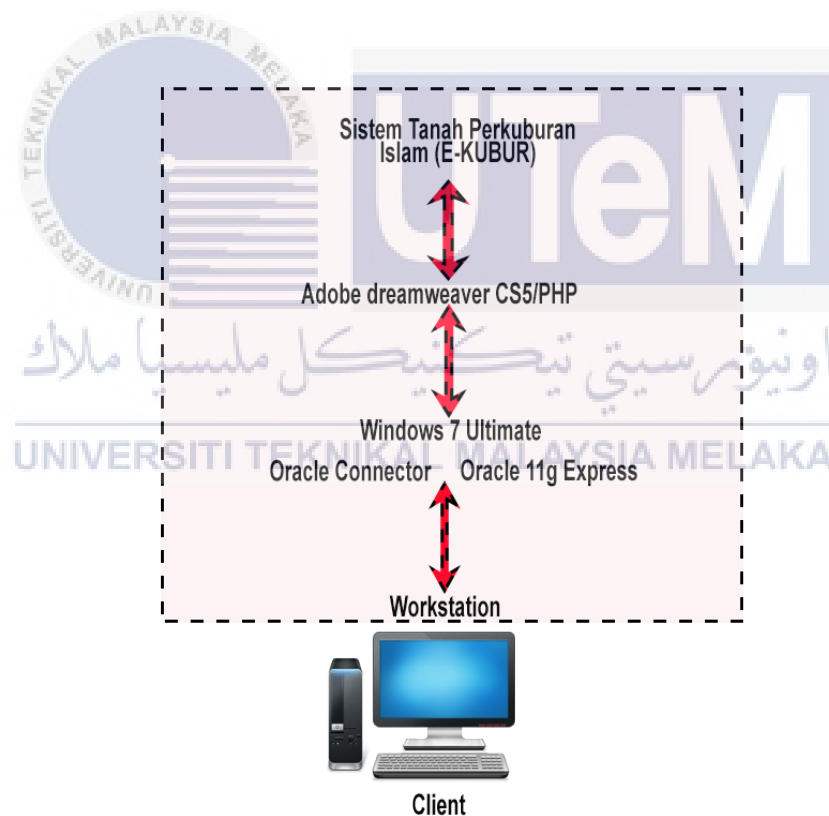 UNIVERSITI TEKNIKAL MALAYSIA MELAKA
UTeM
Sistem Tanah Perkuburan
Islam (E-KUBUR)
Adobe dreamweaver CS5/PHP
اونيۏرسيتي تيكنيكل مليسيا ملاك
Windows 7 Ultimate
UNIVERSITI TEKNIKAL MALAYSIA MELAKA
Oracle Connector Oracle 11g Express
Workstation
Client